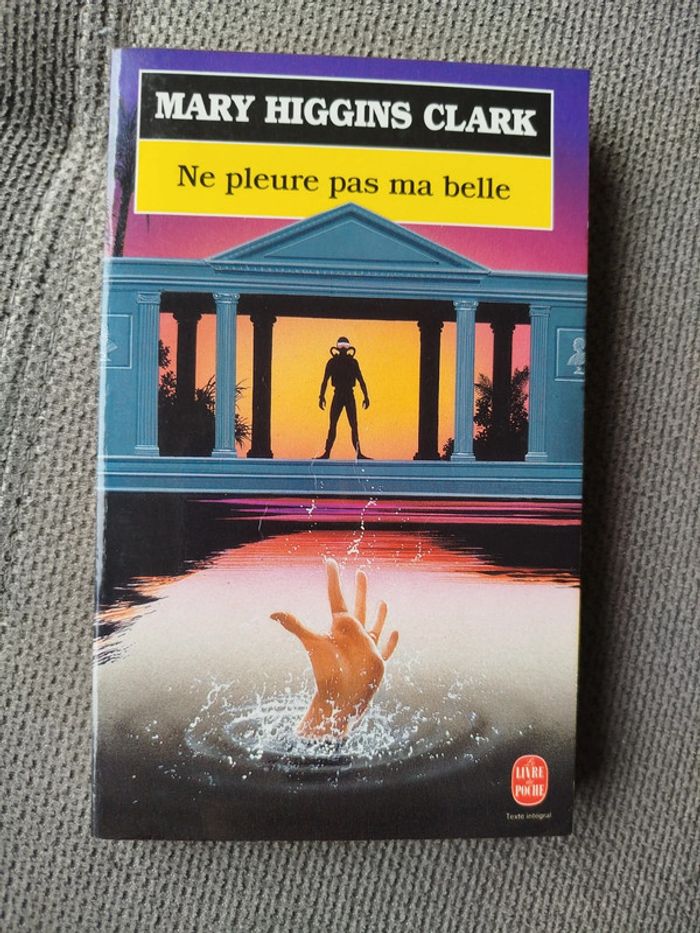 MARY HIGGINS CLARK
Ne pleure pas ma belle
Le
LIVRE
de
POCHE
Texte intégral